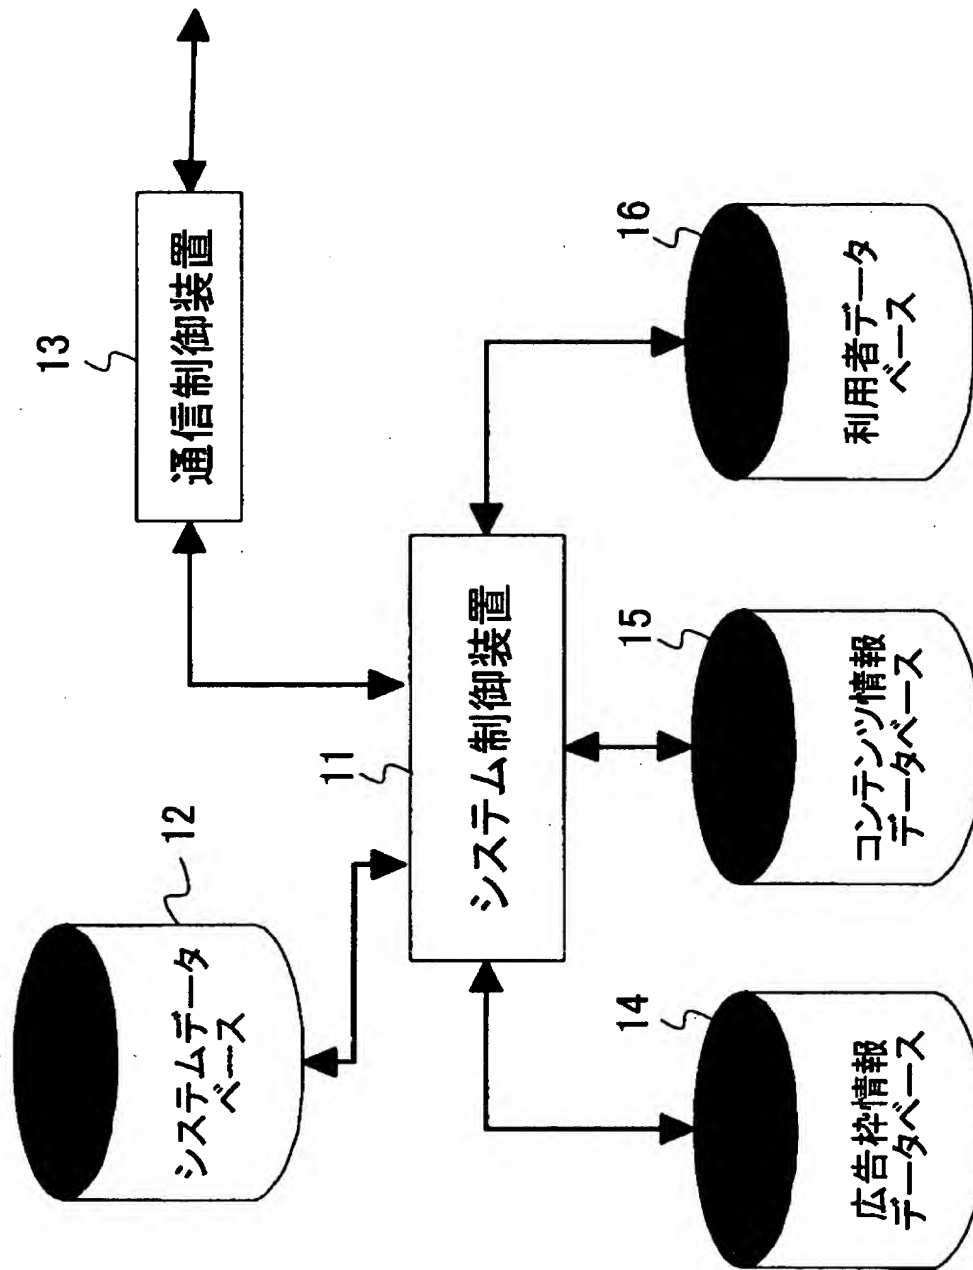 12
システムデータ
ベース
13
通信制御装置
11
システム制御装置
14
広告枠情報
データベース
15
コンテンツ情報
データベース
16
利用者データ
ベース